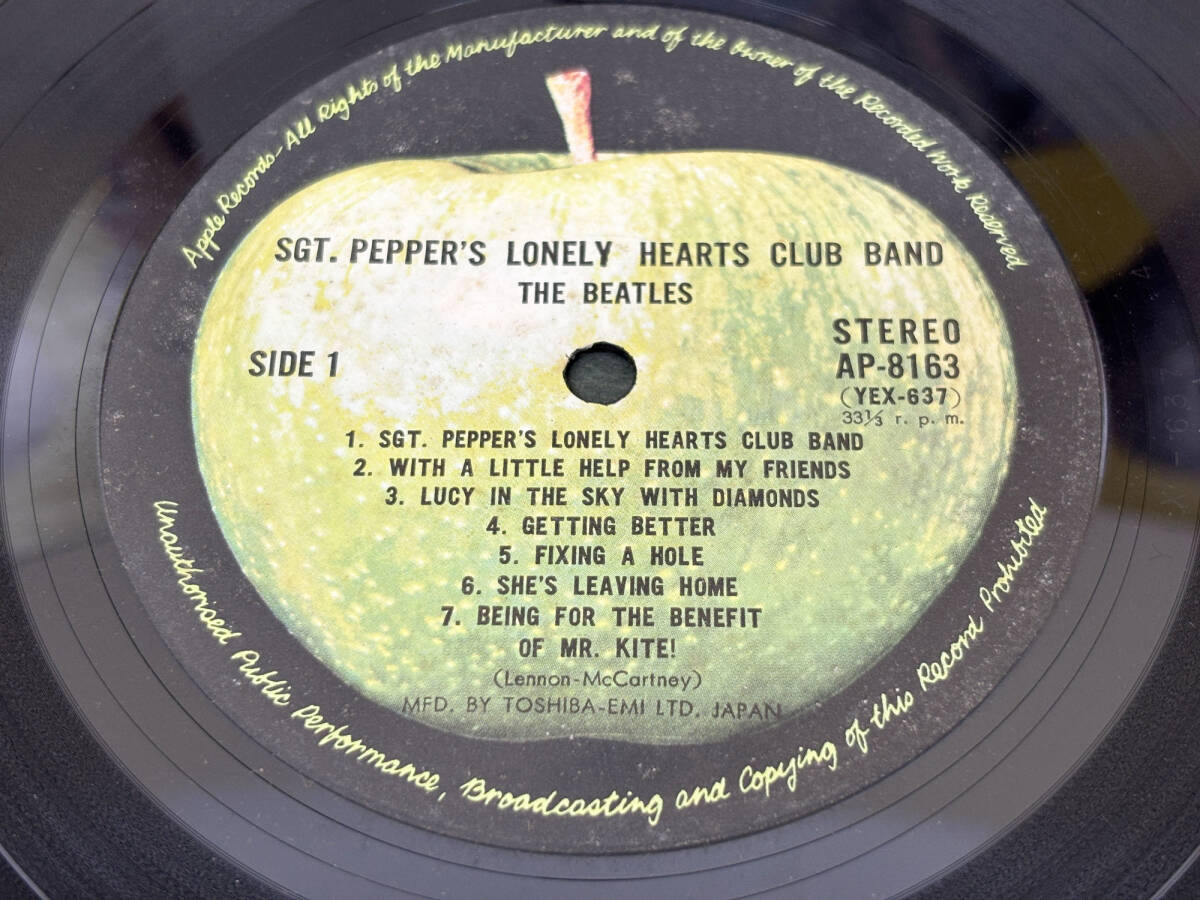 Apple Records-All Rights of the Manufacturer and of the Owner of the Recorded Work Reserved
SGT. PEPPER'S LONELY HEARTS CLUB BAND
THE BEATLES
SIDE 1
STEREO
AP-8163
(YEX-637)
33⅓ r. p. m.
1. SGT. PEPPER'S LONELY HEARTS CLUB BAND
2. WITH A LITTLE HELP FROM MY FRIENDS
3. LUCY IN THE SKY WITH DIAMONDS
4. GETTING BETTER
5. FIXING A HOLE
6. SHE'S LEAVING HOME
7. BEING FOR THE BENEFIT
OF MR. KITE!
(Lennon-McCartney)
MFD. BY TOSHIBA-EMI LTD. JAPAN
Unauthorised Public Performance, Broadcasting and Copying of this Record Prohibited